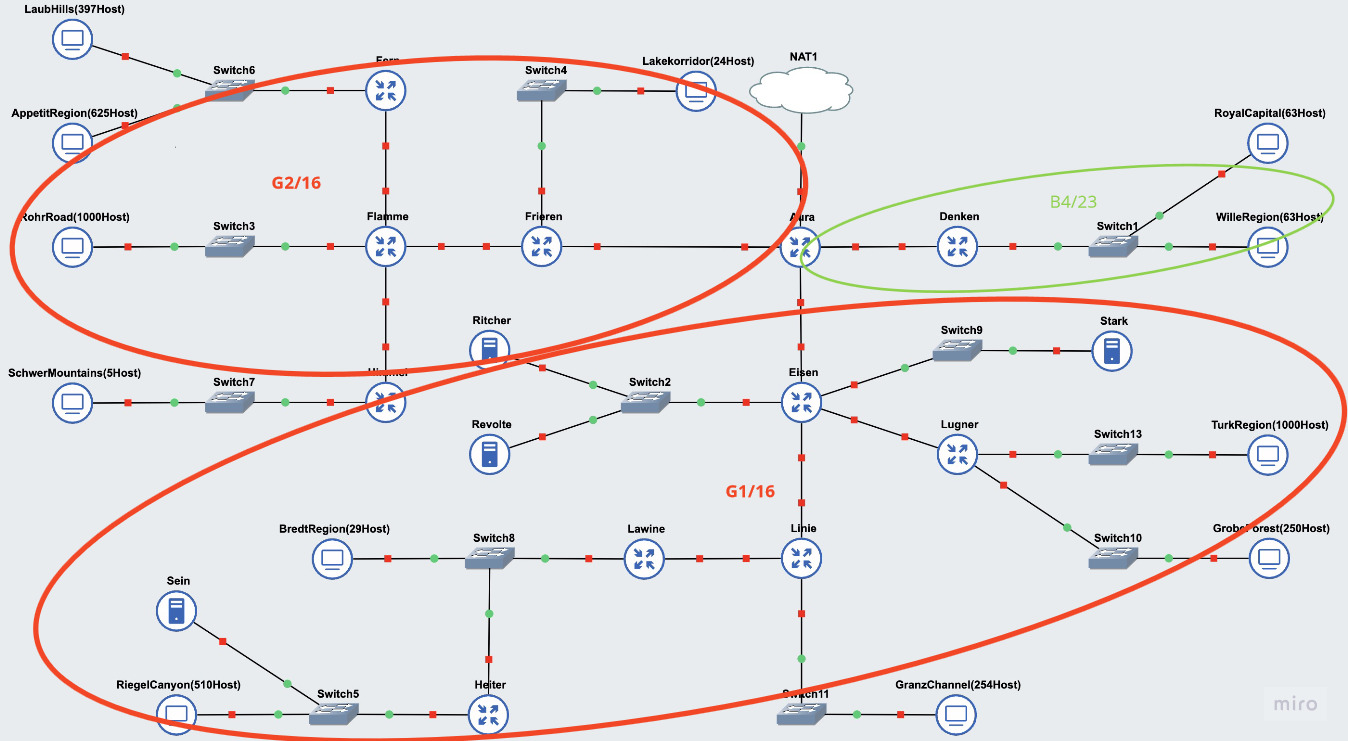 LaubHills(397Host)
Switch6
Fern
Switch4
Lakekorridor(24Host)
NAT1
AppetitRegion(625Host)
RoyalCapital(63Host)
G2/16
B4/23
RohrRoad(1000Host)
Switch3
Flamme
Frieren
Aura
Denken
Switch1
WilleRegion(63Host)
Ritcher
Switch9
Stark
SchwerMountains(5Host)
Switch7
Switch2
Eisen
Revolte
Lugner
Switch13
TurkRegion(1000Host)
G1/16
BredtRegion(29Host)
Switch8
Lawine
Linie
Switch10
GrobeForest(250Host)
Sein
RiegelCanyon(510Host)
Switch5
Heiter
Switch11
GranzChannel(254Host)
miro